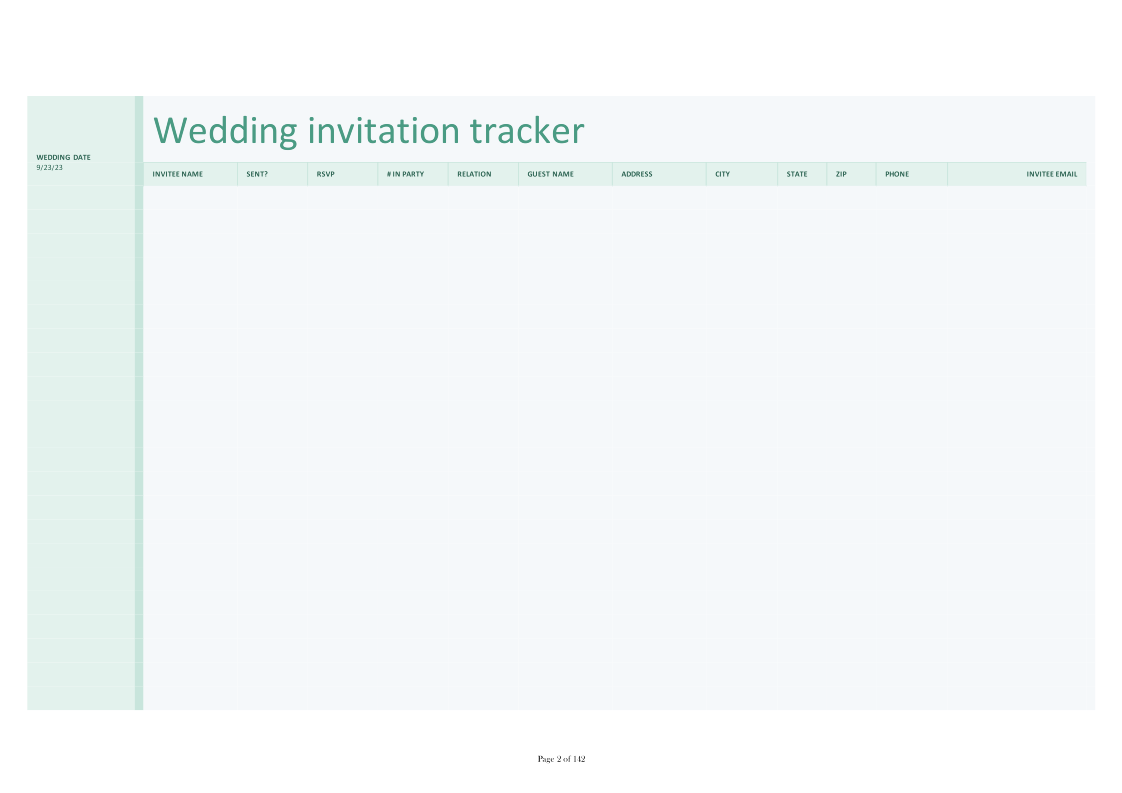 Wedding invitation tracker
WEDDING DATE
9/23/23
INVITEE NAME SENT? RSVP # IN PARTY RELATION GUEST NAME ADDRESS CITY STATE ZIP PHONE INVITEE EMAIL
Page 2 of 142